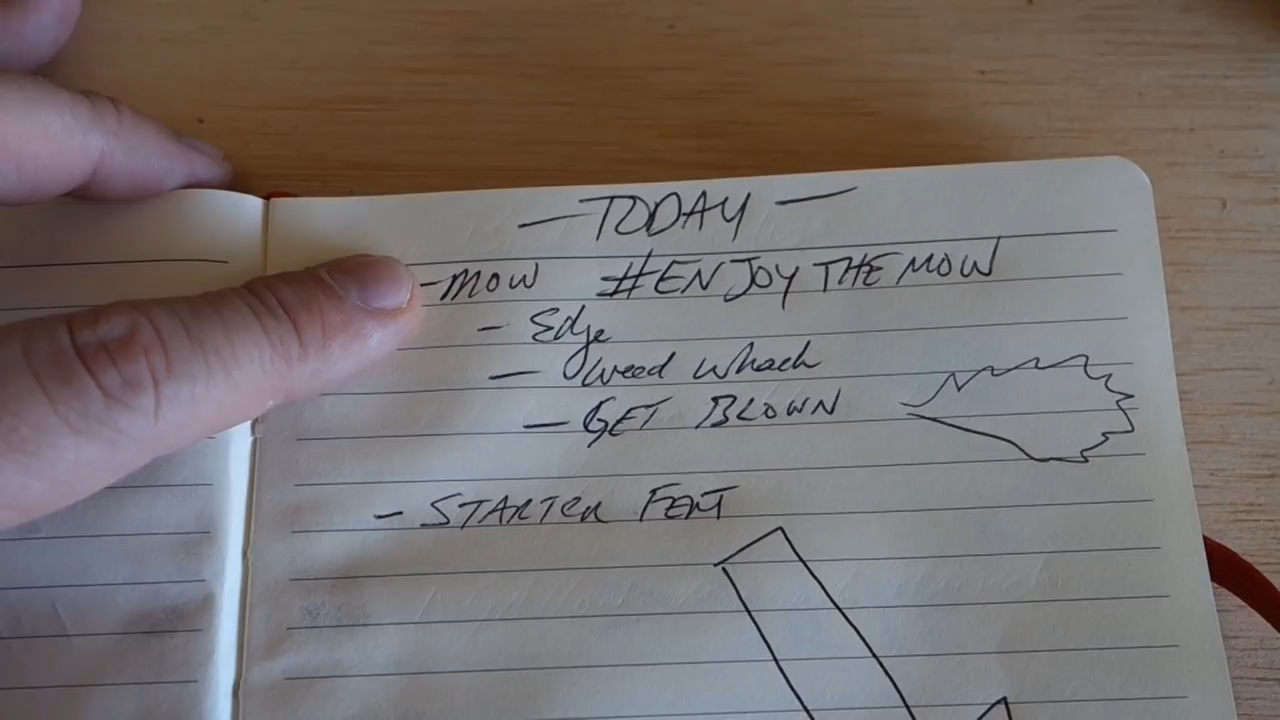 — TODAY —
- MOW #ENJOY THE MOW
- Edge
- Weed Whack
- GET BLOWN
- STARTER FERT